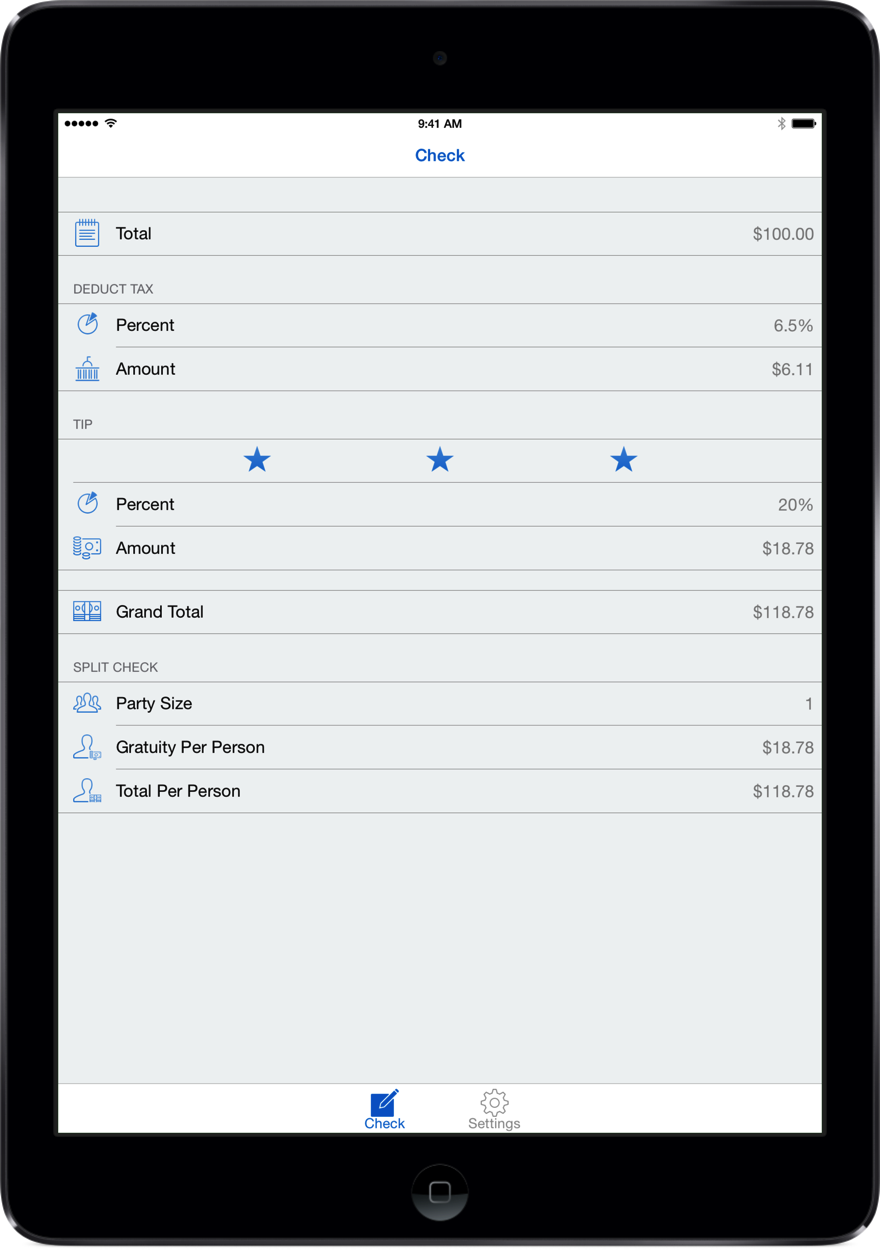 9:41 AM
Check
Total $100.00
DEDUCT TAX
Percent 6.5%
Amount $6.11
TIP
Percent 20%
Amount $18.78
Grand Total $118.78
SPLIT CHECK
Party Size 1
Gratuity Per Person $18.78
Total Per Person $118.78
Check Settings